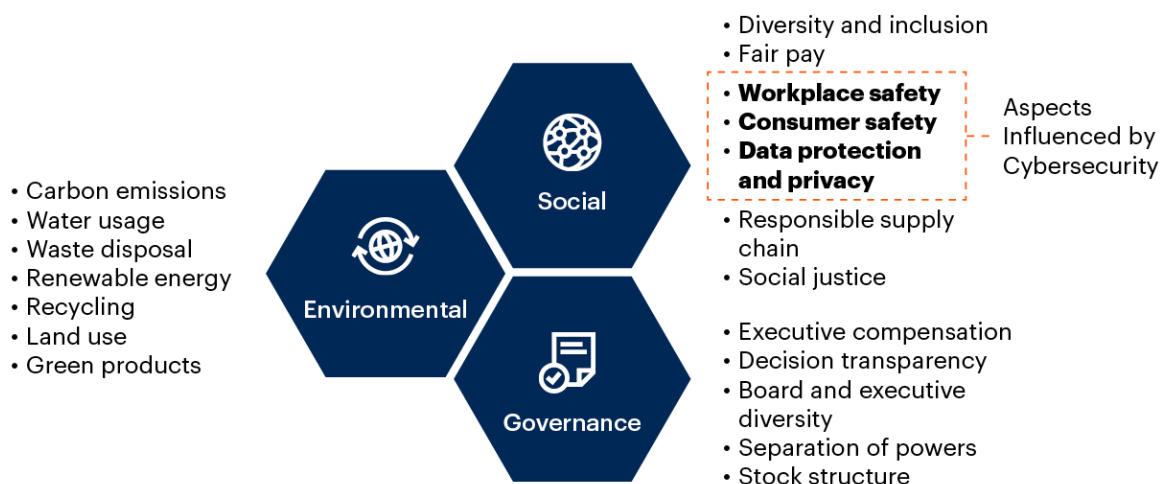 • Carbon emissions
• Water usage
• Waste disposal
• Renewable energy
• Recycling
• Land use
• Green products
Environmental
Social
Governance
• Diversity and inclusion
• Fair pay
• Workplace safety
• Consumer safety
• Data protection
and privacy
• Responsible supply
chain
• Social justice
Aspects
Influenced by
Cybersecurity
• Executive compensation
• Decision transparency
• Board and executive
diversity
• Separation of powers
• Stock structure